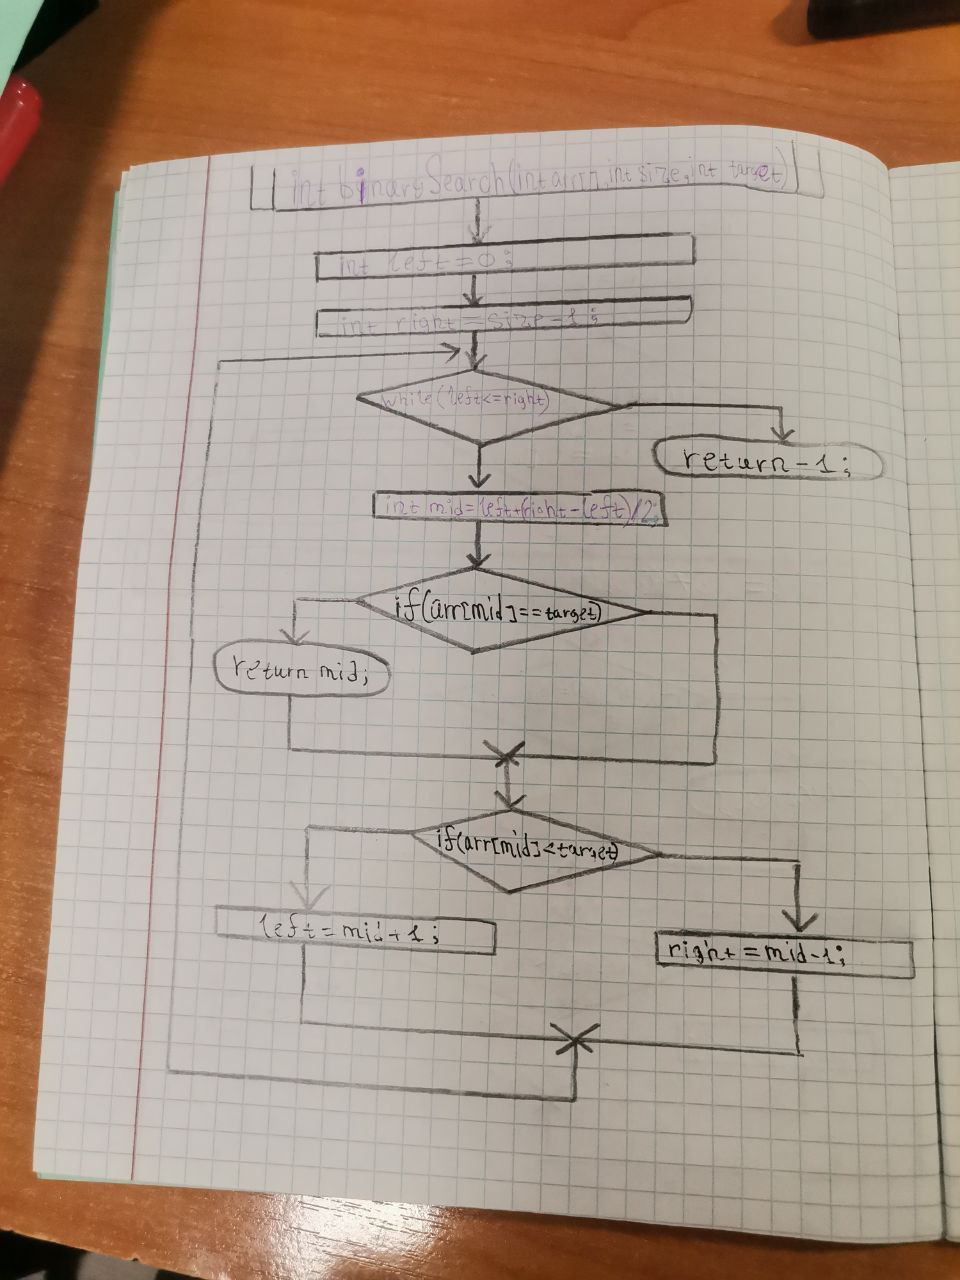 int binarySearch(int arr[], int size, int target)
int left = 0;
int right = size - 1;
while(left<=right)
return -1;
int mid=left+(right-left)/2;
if(arr[mid]==target)
return mid;
if(arr[mid]<target)
left=mid+1;
right=mid-1;